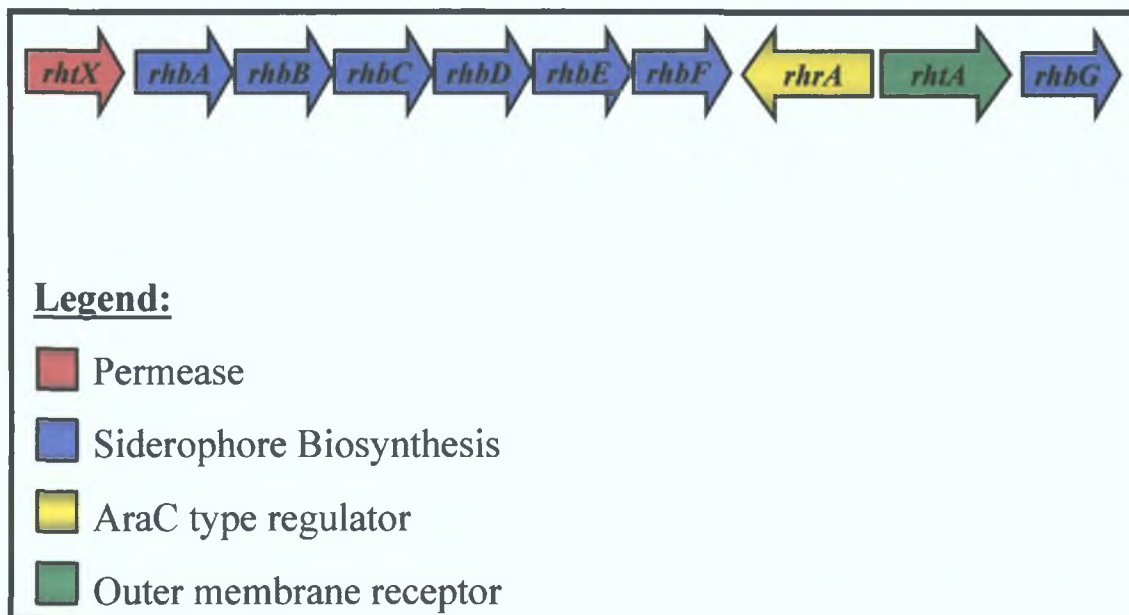 rhtX rhbA rhbB rhbC rhbD rhbE rhbF rhrA rhtA rhbG
Legend:
Permease
Siderophore Biosynthesis
AraC type regulator
Outer membrane receptor